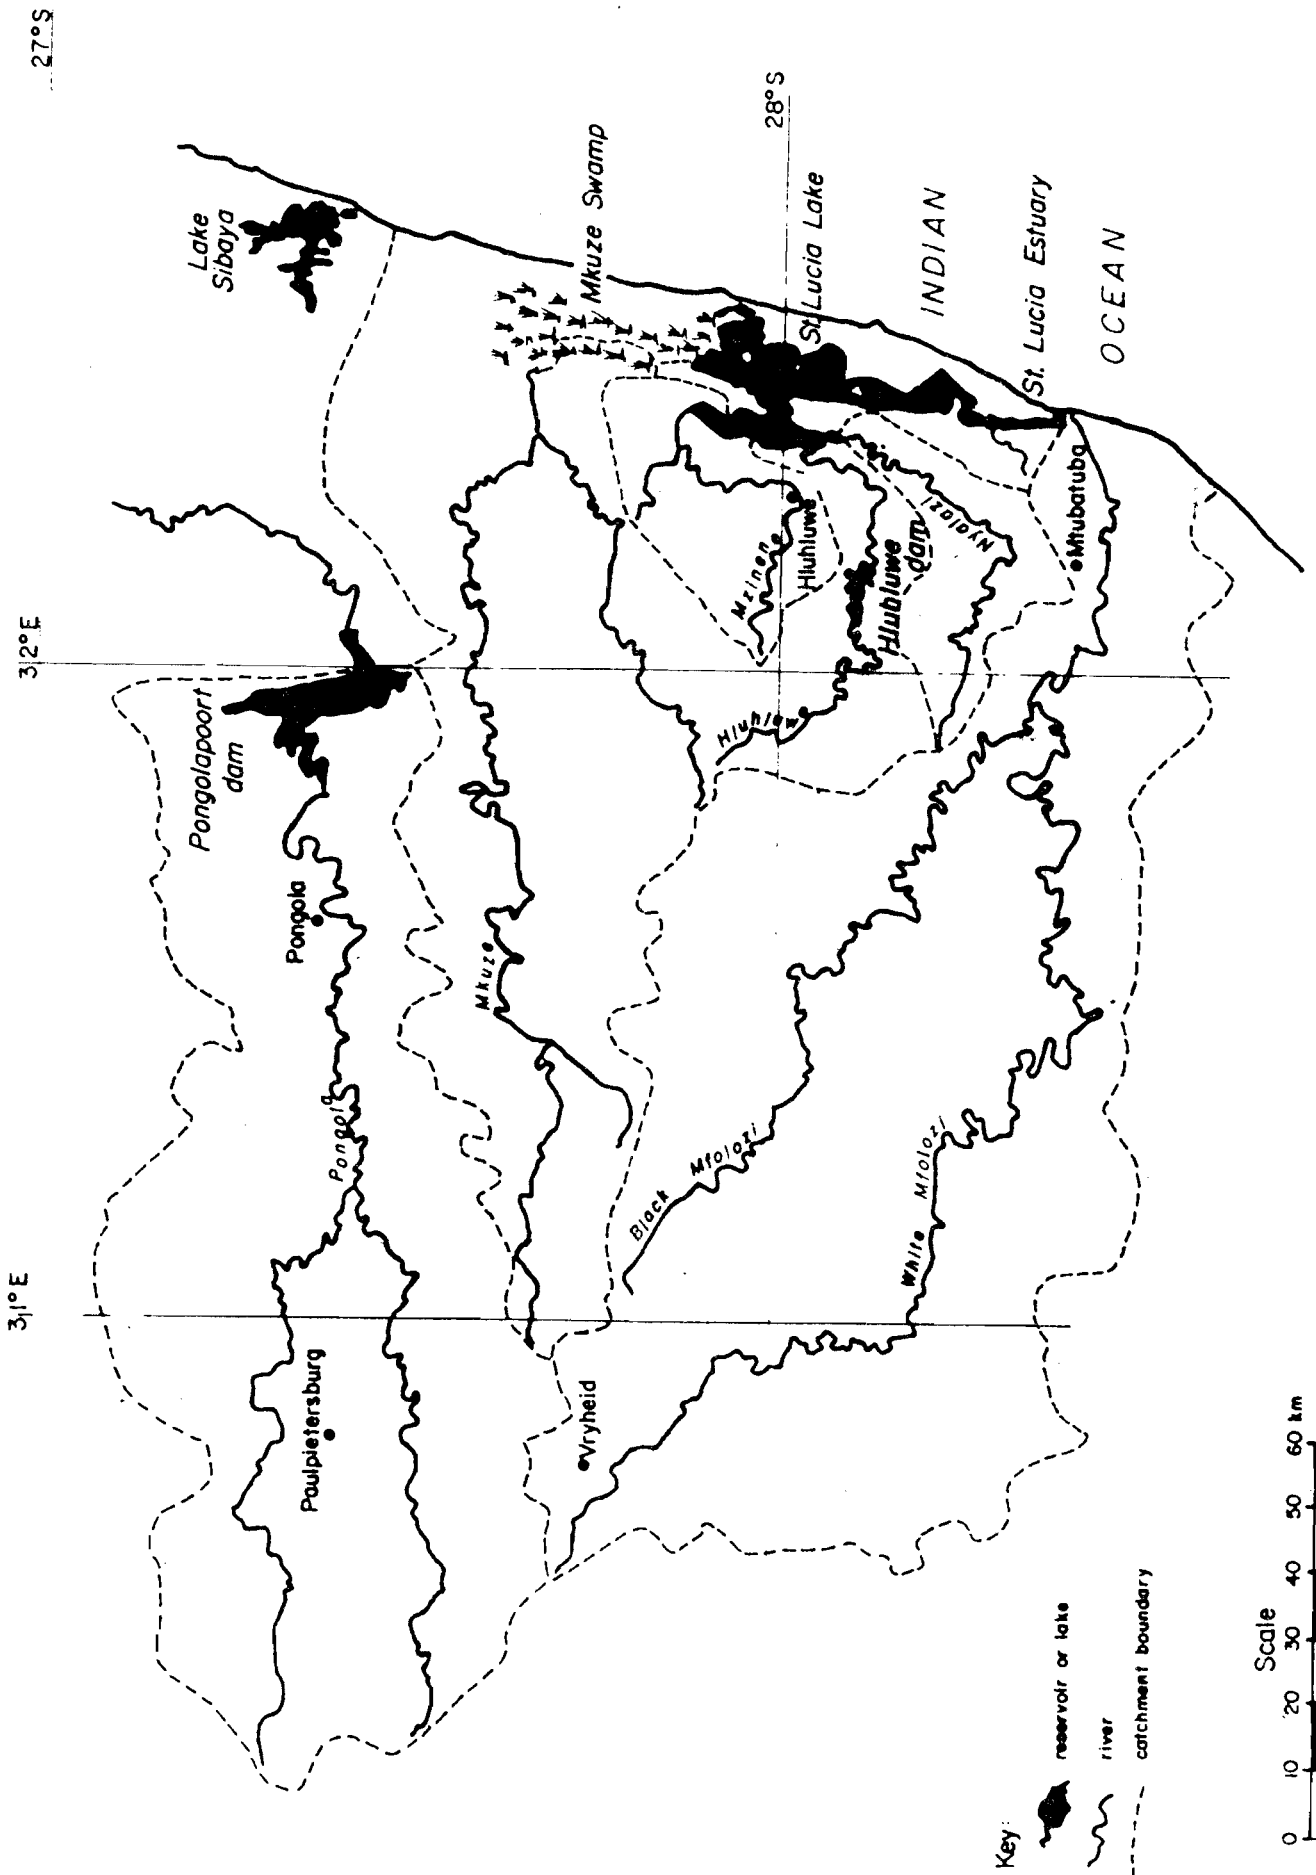 27°S
32°E
31°E
28°S
Lake
Sibaya
Mkuze Swamp
St. Lucia Lake
INDIAN
St. Lucia Estuary
OCEAN
Pongolapoort
dam
Pongola
Pongola
Paulpietersburg
Mkuze
Vryheid
Black Mfolozi
White Mfolozi
Mzinene
Hluhluwe
Hluhluwe
Hlubluwe
dam
Nyalazi
Mtubatuba
Key:
reservoir or lake
river
catchment boundary
Scale
0 10 20 30 40 50 60 km